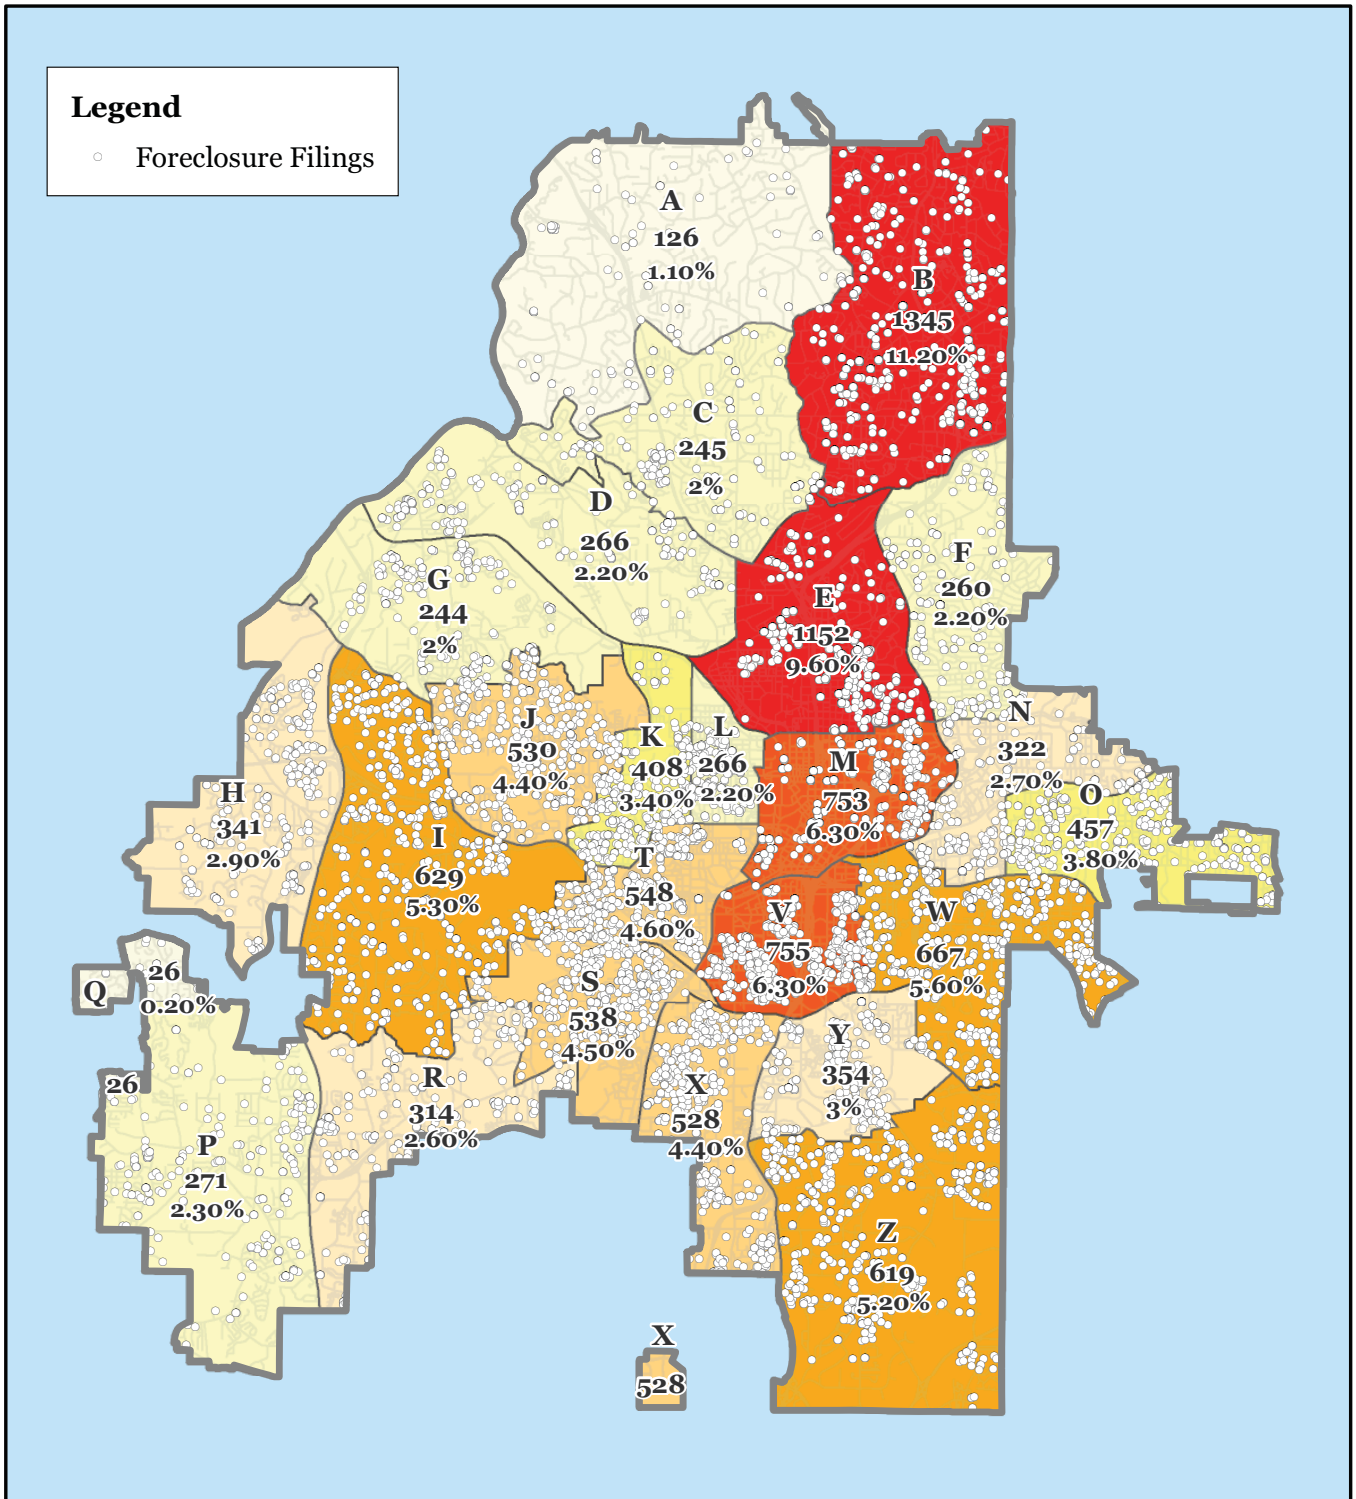 Legend
Foreclosure Filings
A
126
1.10%
B
1345
11.20%
C
245
2%
D
266
2.20%
E
1152
9.60%
F
260
2.20%
G
244
2%
H
341
2.90%
I
629
5.30%
J
530
4.40%
K
408
3.40%
L
266
2.20%
M
753
6.30%
N
322
2.70%
O
457
3.80%
T
548
4.60%
V
755
6.30%
W
667
5.60%
Q
26
0.20%
26
S
538
4.50%
Y
354
3%
R
314
2.60%
X
528
4.40%
P
271
2.30%
Z
619
5.20%
X
528